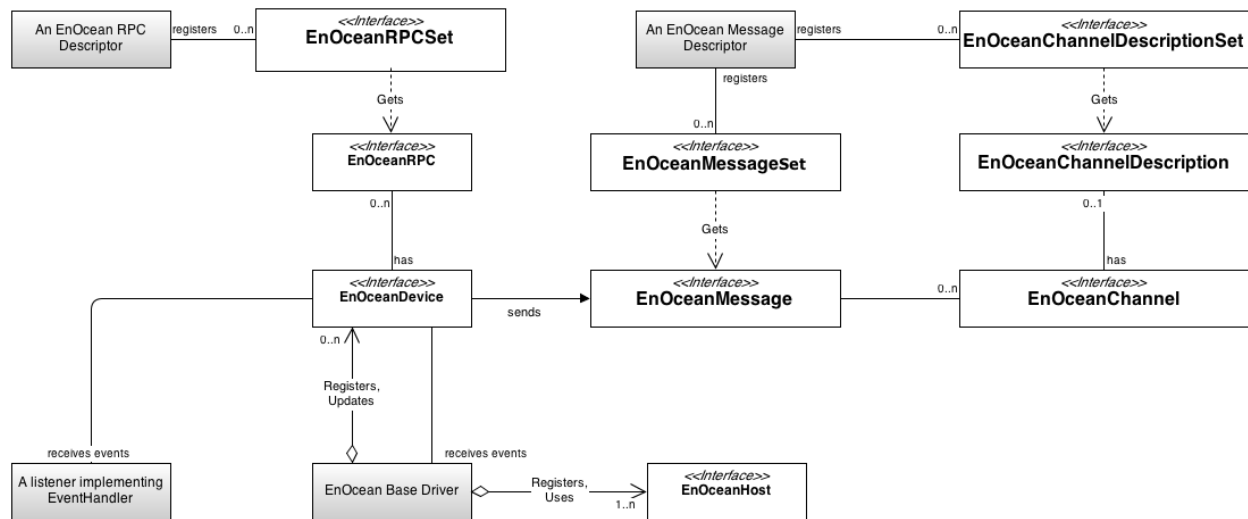 An EnOcean RPC
Descriptor
registers
0..n
<<Interface>>
EnOceanRPCSet
An EnOcean Message
Descriptor
registers
0..n
<<Interface>>
EnOceanChannelDescriptionSet
registers
Gets
Gets
0..n
<<Interface>>
EnOceanRPC
<<Interface>>
EnOceanMessageSet
<<Interface>>
EnOceanChannelDescription
0..n
0..1
Gets
has
has
<<Interface>>
EnOceanDevice
sends
<<Interface>>
EnOceanMessage
0..n
<<Interface>>
EnOceanChannel
0..n
Registers,
Updates
receives events
receives events
A listener implementing
EventHandler
EnOcean Base Driver
Registers,
Uses
1..n
<<Interface>>
EnOceanHost